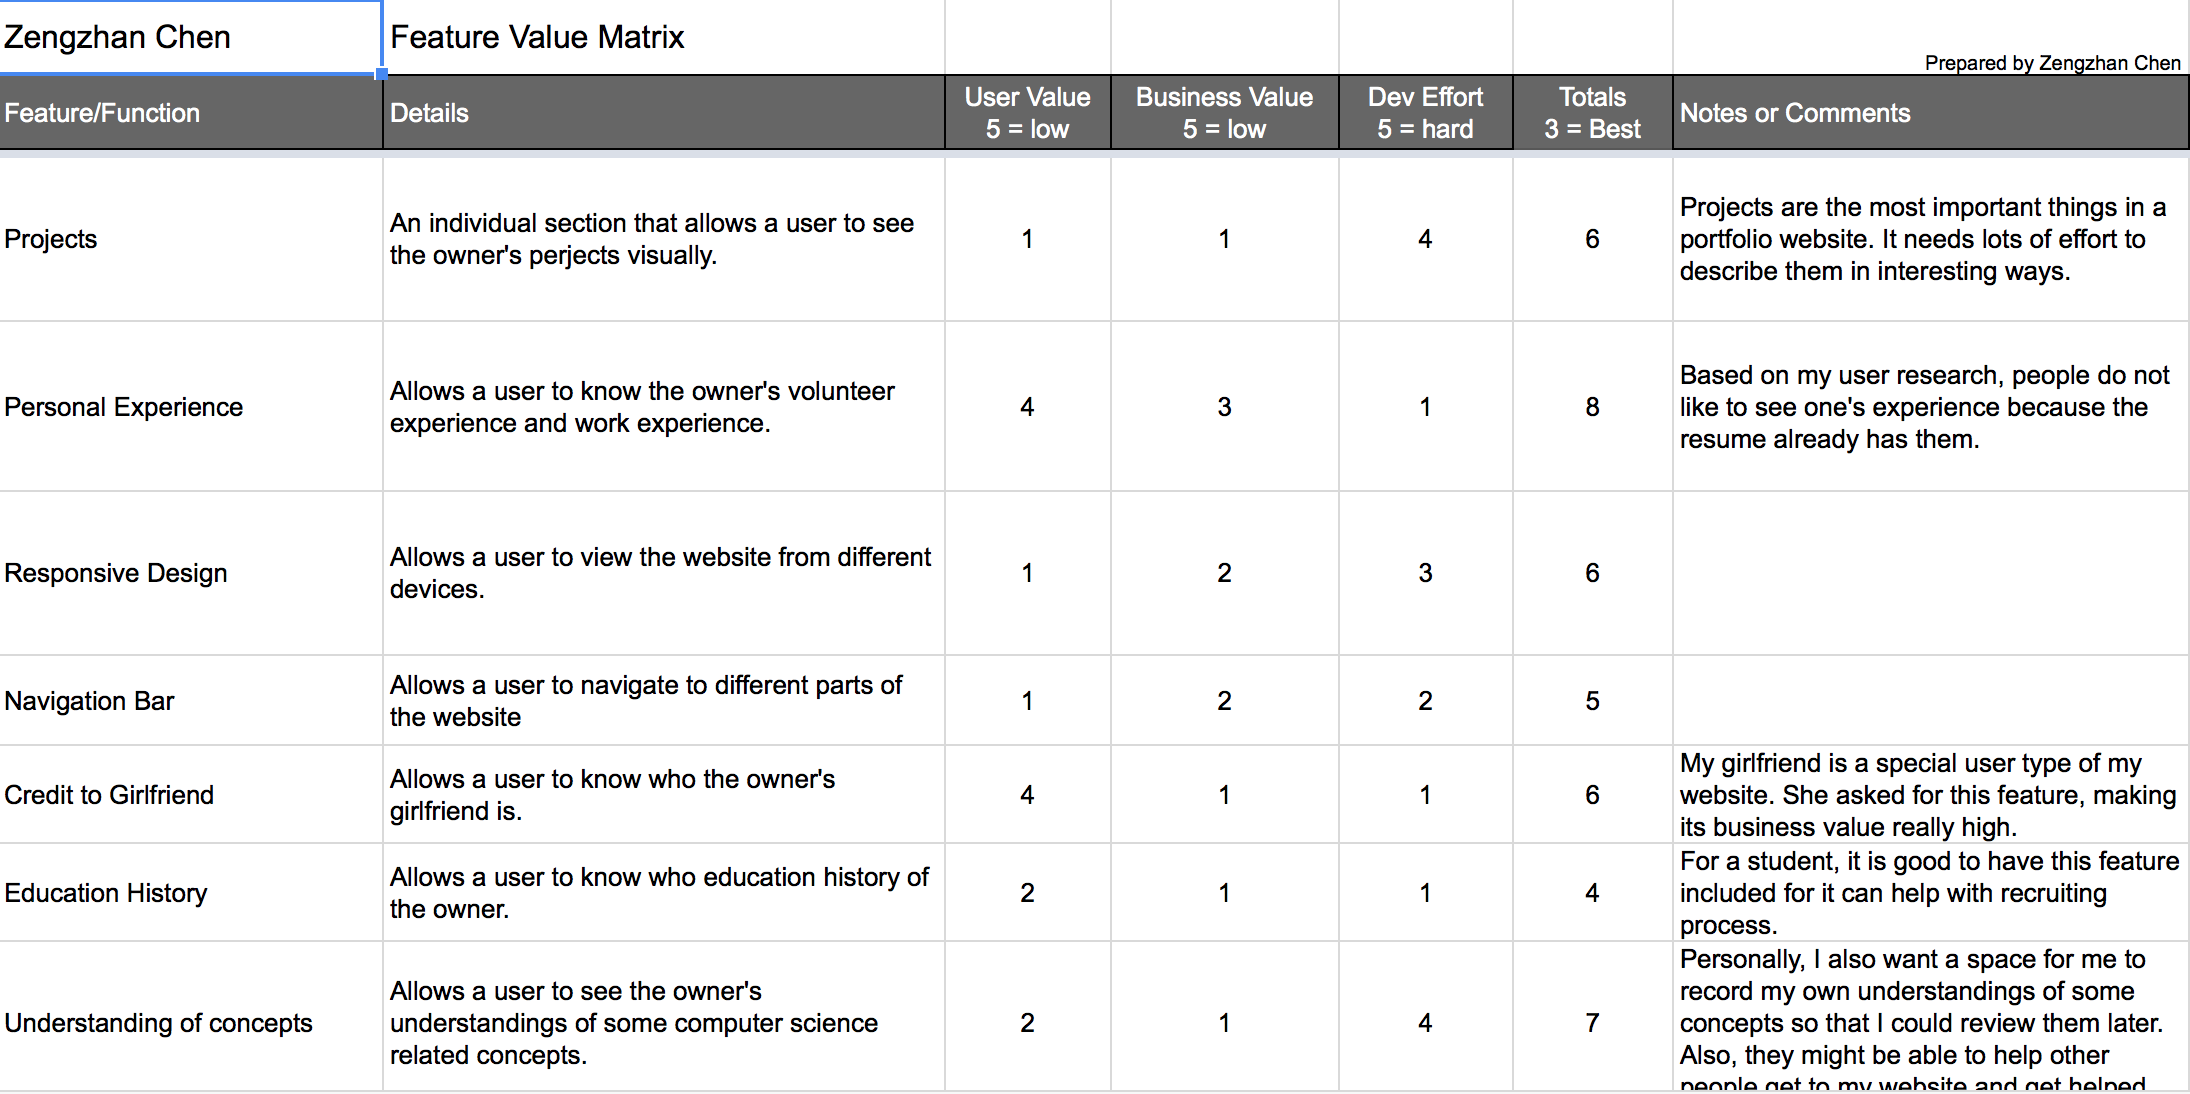 Zengzhan Chen
Feature Value Matrix
Prepared by Zengzhan Chen
Feature/Function
Details
User Value
5 = low
Business Value
5 = low
Dev Effort
5 = hard
Totals
3 = Best
Notes or Comments
Projects
An individual section that allows a user to see
the owner's perjects visually.
1
1
4
6
Projects are the most important things in a
portfolio website. It needs lots of effort to
describe them in interesting ways.
Personal Experience
Allows a user to know the owner's volunteer
experience and work experience.
4
3
1
8
Based on my user research, people do not
like to see one's experience because the
resume already has them.
Responsive Design
Allows a user to view the website from different
devices.
1
2
3
6
Navigation Bar
Allows a user to navigate to different parts of
the website
1
2
2
5
Credit to Girlfriend
Allows a user to know who the owner's
girlfriend is.
4
1
1
6
My girlfriend is a special user type of my
website. She asked for this feature, making
its business value really high.
Education History
Allows a user to know who education history of
the owner.
2
1
1
4
For a student, it is good to have this feature
included for it can help with recruiting
process.
Understanding of concepts
Allows a user to see the owner's
understandings of some computer science
related concepts.
2
1
4
7
Personally, I also want a space for me to
record my own understandings of some
concepts so that I could review them later.
Also, they might be able to help other
people get to my website and get helped